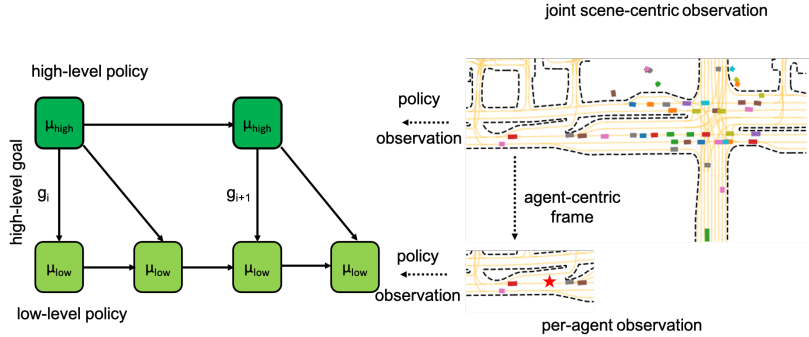 joint scene-centric observation
high-level policy
high-level goal
μhigh
μhigh
policy
observation
gi
gi+1
agent-centric
frame
μlow
μlow
μlow
μlow
policy
observation
low-level policy
per-agent observation